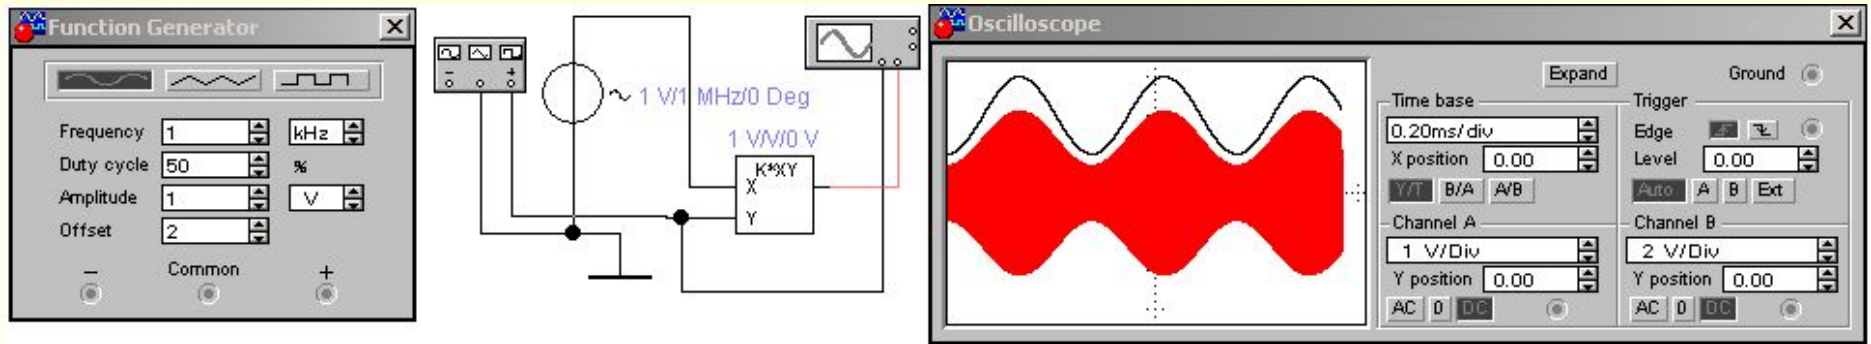 Function Generator
Frequency 1 kHz
Duty cycle 50 %
Amplitude 1 V
Offset 2
− Common +
− +
1 V/1 MHz/0 Deg
1 V/V/0 V
K*XY
X
Y
Oscilloscope
Expand Ground
Time base
0.20ms/div
X position 0.00
Y/T B/A A/B
Trigger
Edge
Level 0.00
Auto A B Ext
Channel A
1 V/Div
Y position 0.00
AC 0 DC
Channel B
2 V/Div
Y position 0.00
AC 0 DC